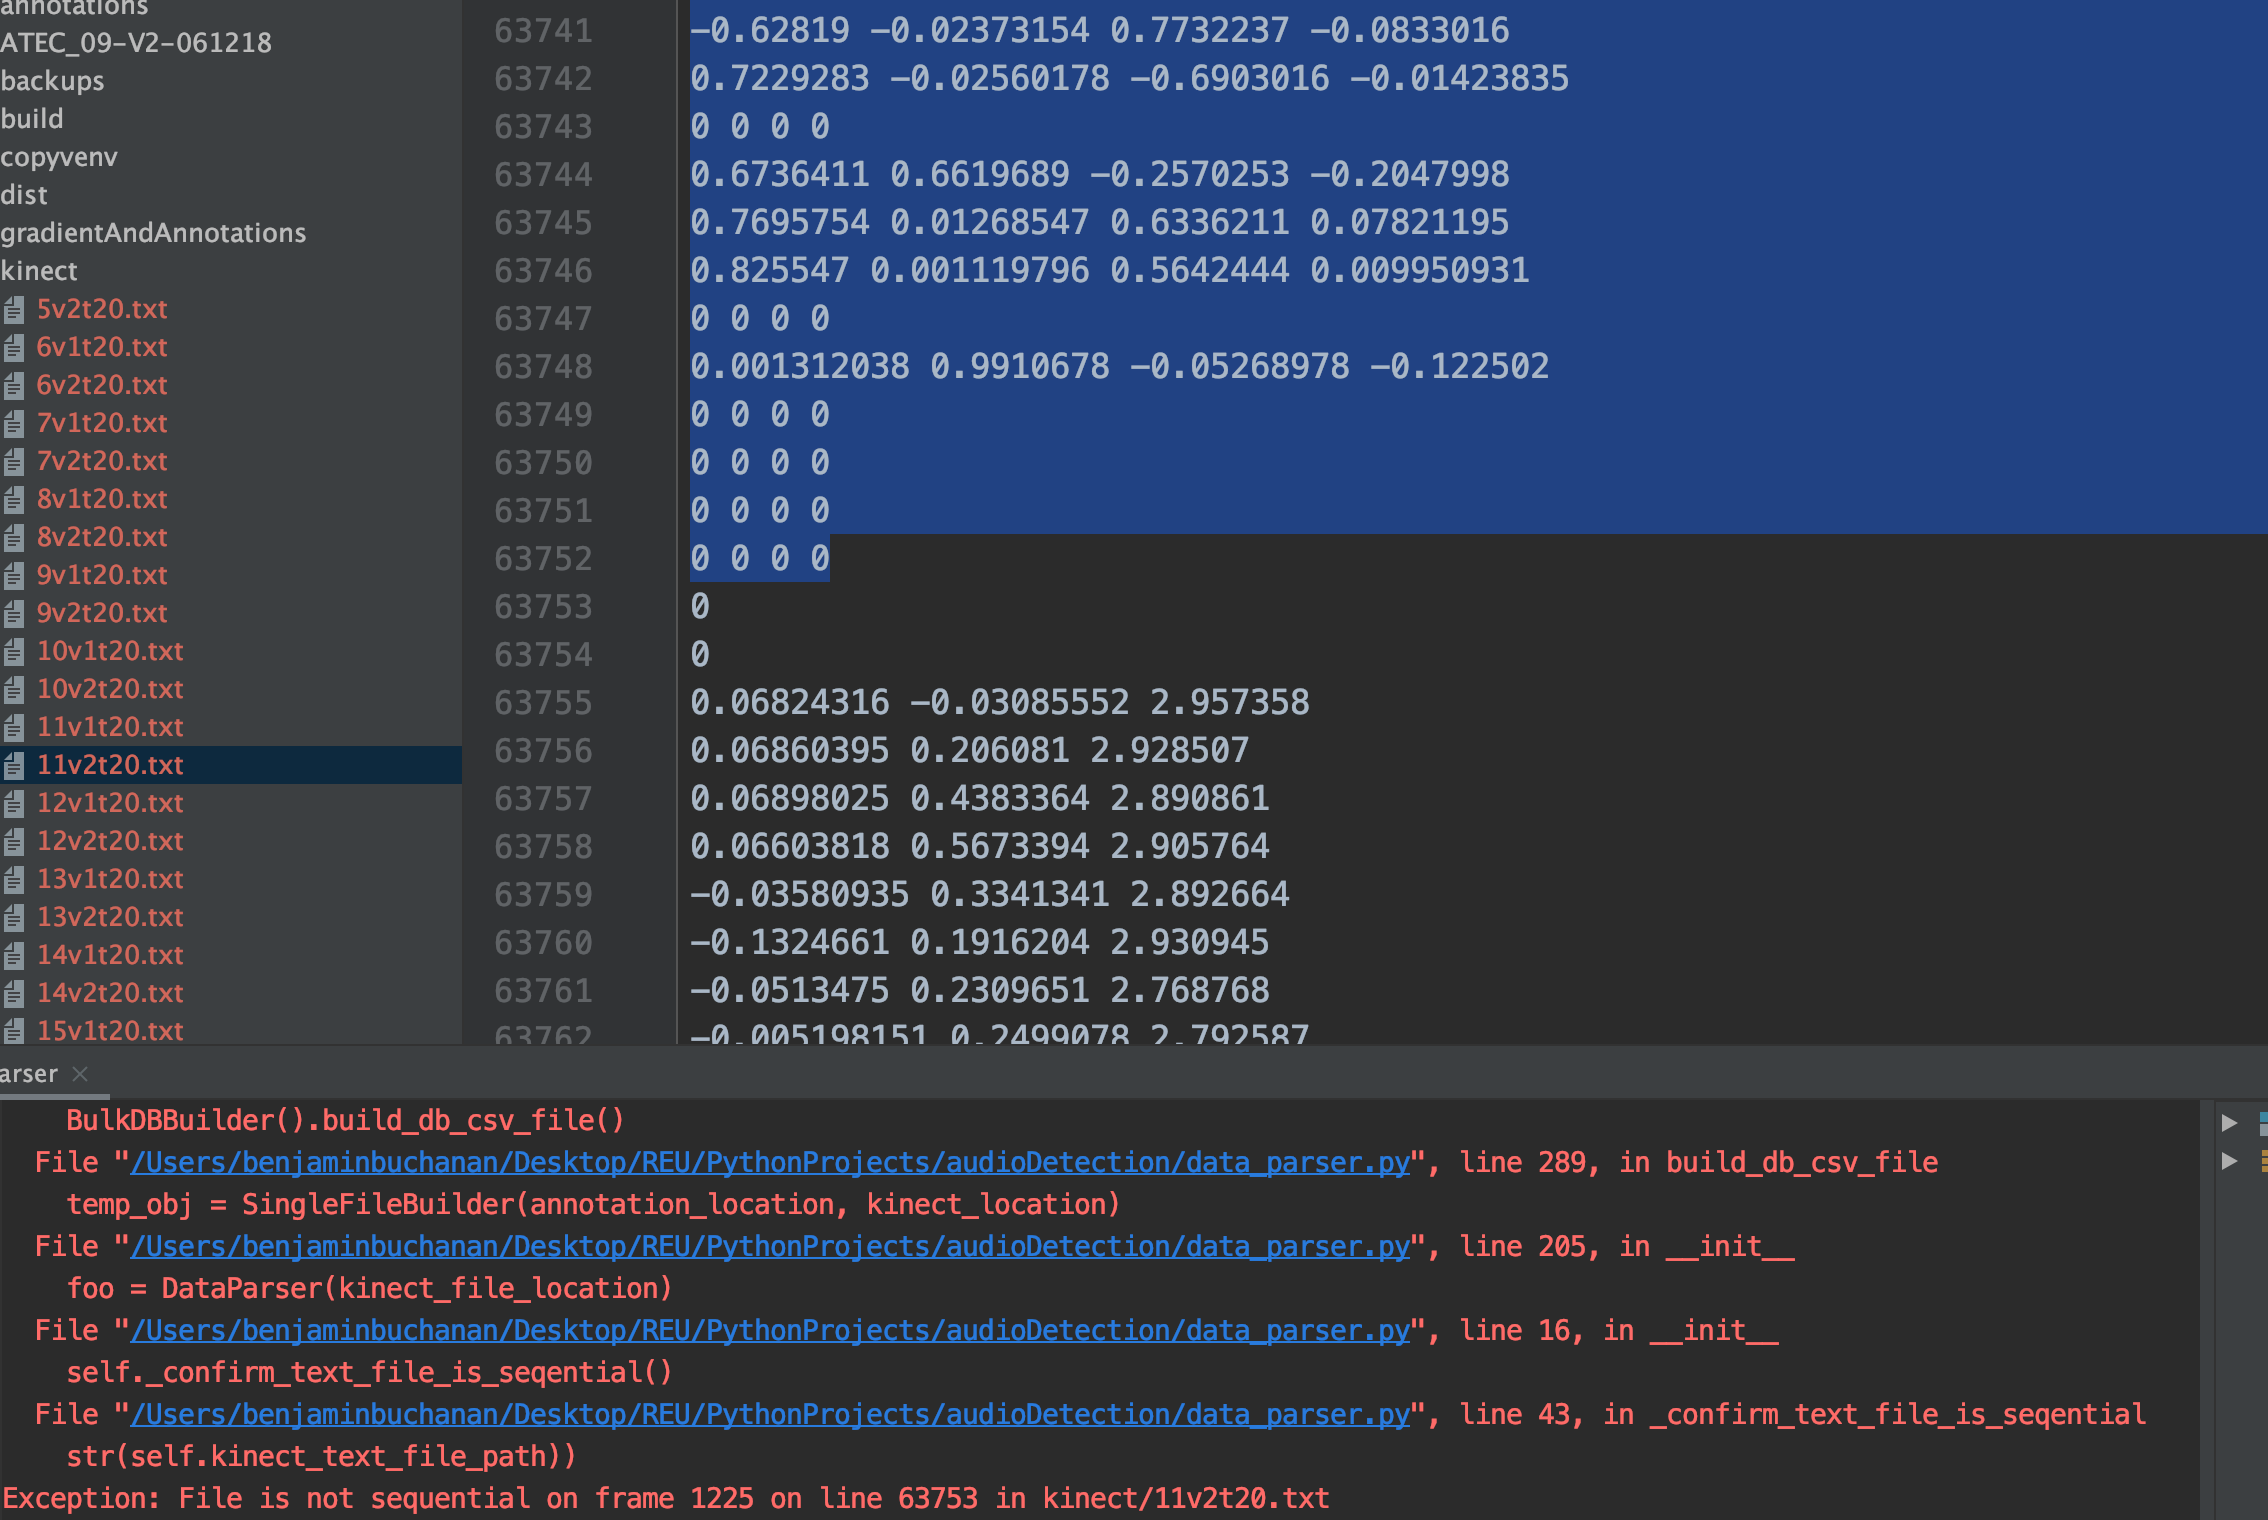 annotations
ATEC_09-V2-061218
backups
build
copyvenv
dist
gradientAndAnnotations
kinect
5v2t20.txt
6v1t20.txt
6v2t20.txt
7v1t20.txt
7v2t20.txt
8v1t20.txt
8v2t20.txt
9v1t20.txt
9v2t20.txt
10v1t20.txt
10v2t20.txt
11v1t20.txt
11v2t20.txt
12v1t20.txt
12v2t20.txt
13v1t20.txt
13v2t20.txt
14v1t20.txt
14v2t20.txt
15v1t20.txt
63741 -0.62819 -0.02373154 0.7732237 -0.0833016
63742 0.7229283 -0.02560178 -0.6903016 -0.01423835
63743 0 0 0 0
63744 0.6736411 0.6619689 -0.2570253 -0.2047998
63745 0.7695754 0.01268547 0.6336211 0.07821195
63746 0.825547 0.001119796 0.5642444 0.009950931
63747 0 0 0 0
63748 0.001312038 0.9910678 -0.05268978 -0.122502
63749 0 0 0 0
63750 0 0 0 0
63751 0 0 0 0
63752 0 0 0 0
63753 0
63754 0
63755 0.06824316 -0.03085552 2.957358
63756 0.06860395 0.206081 2.928507
63757 0.06898025 0.4383364 2.890861
63758 0.06603818 0.5673394 2.905764
63759 -0.03580935 0.3341341 2.892664
63760 -0.1324661 0.1916204 2.930945
63761 -0.0513475 0.2309651 2.768768
63762 -0.005198151 0.2499078 2.792587
arser ×
BulkDBBuilder().build_db_csv_file()
File "/Users/benjaminbuchanan/Desktop/REU/PythonProjects/audioDetection/data_parser.py", line 289, in build_db_csv_file
temp_obj = SingleFileBuilder(annotation_location, kinect_location)
File "/Users/benjaminbuchanan/Desktop/REU/PythonProjects/audioDetection/data_parser.py", line 205, in __init__
foo = DataParser(kinect_file_location)
File "/Users/benjaminbuchanan/Desktop/REU/PythonProjects/audioDetection/data_parser.py", line 16, in __init__
self._confirm_text_file_is_seqential()
File "/Users/benjaminbuchanan/Desktop/REU/PythonProjects/audioDetection/data_parser.py", line 43, in _confirm_text_file_is_seqential
str(self.kinect_text_file_path))
Exception: File is not sequential on frame 1225 on line 63753 in kinect/11v2t20.txt